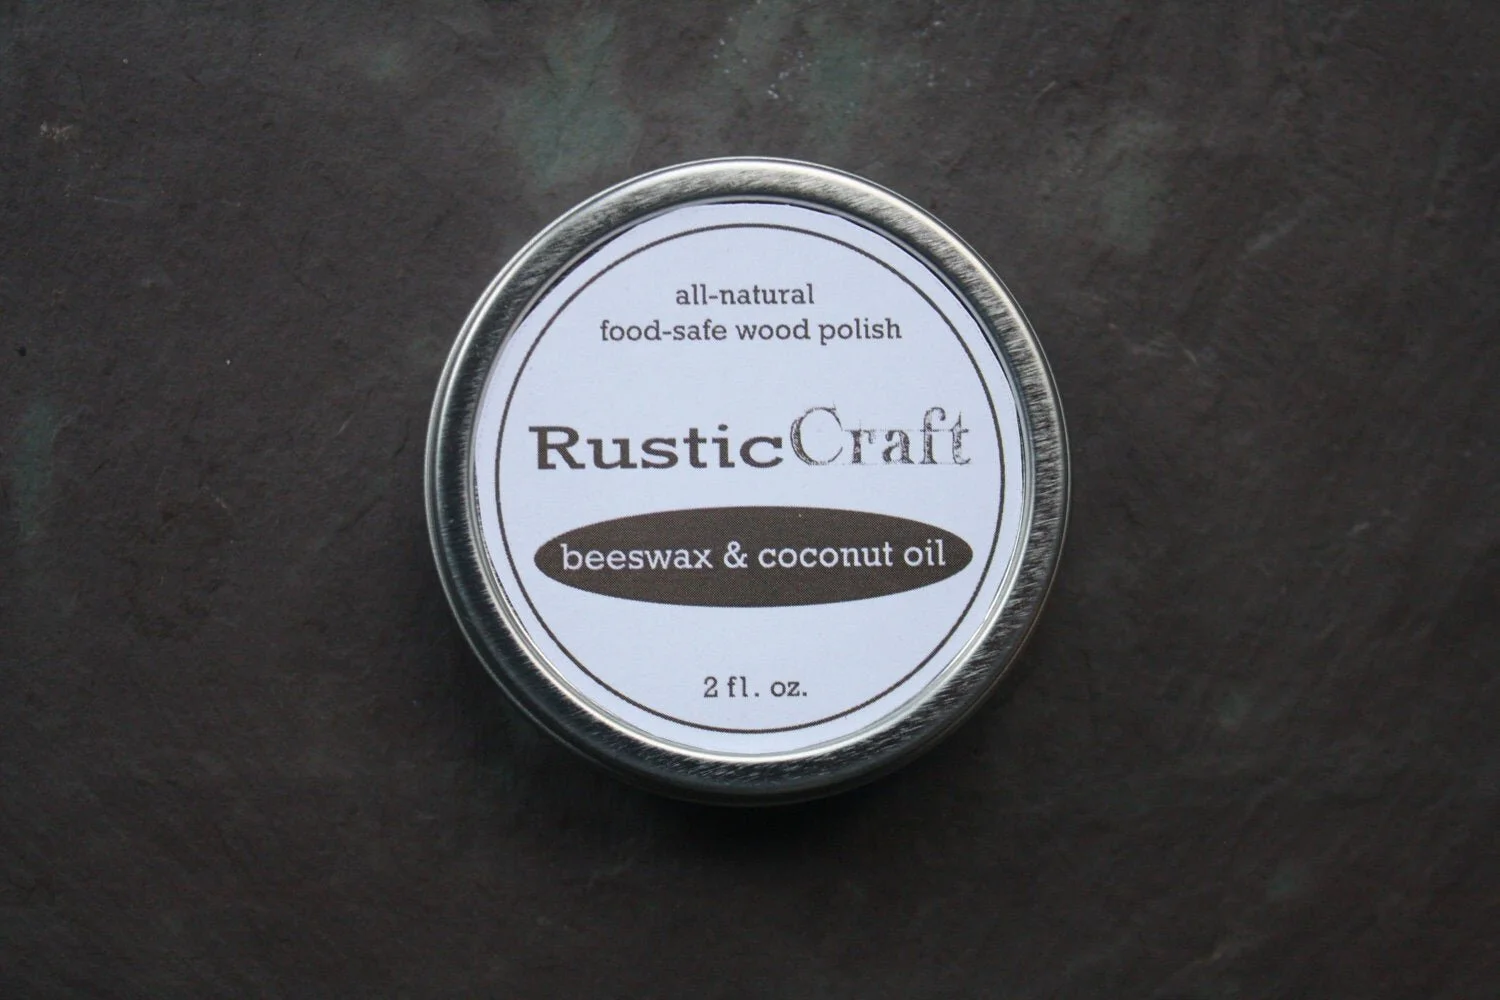 all-natural
food-safe wood polish
RusticCraft
beeswax & coconut oil
2 fl. oz.